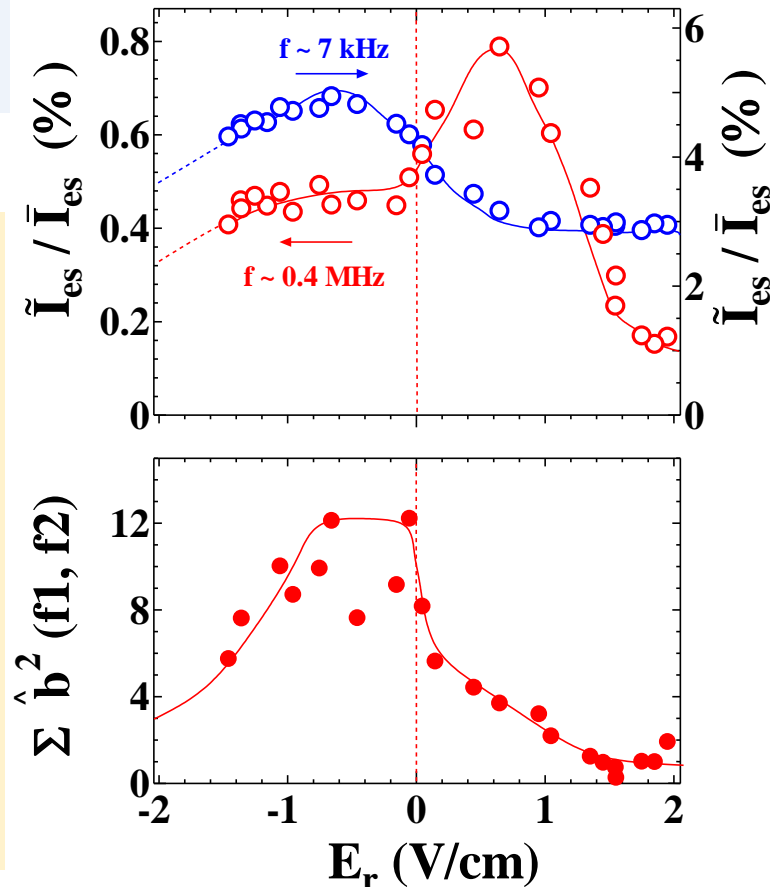 0.8
0.6
0.4
0.2
0
Ĩes / Īes (%)
f ~ 7 kHz
f ~ 0.4 MHz
6
4
2
0
Ĩes / Īes (%)
12
8
4
0
Σ b̂² (f1, f2)
-2 -1 0 1 2
Er (V/cm)